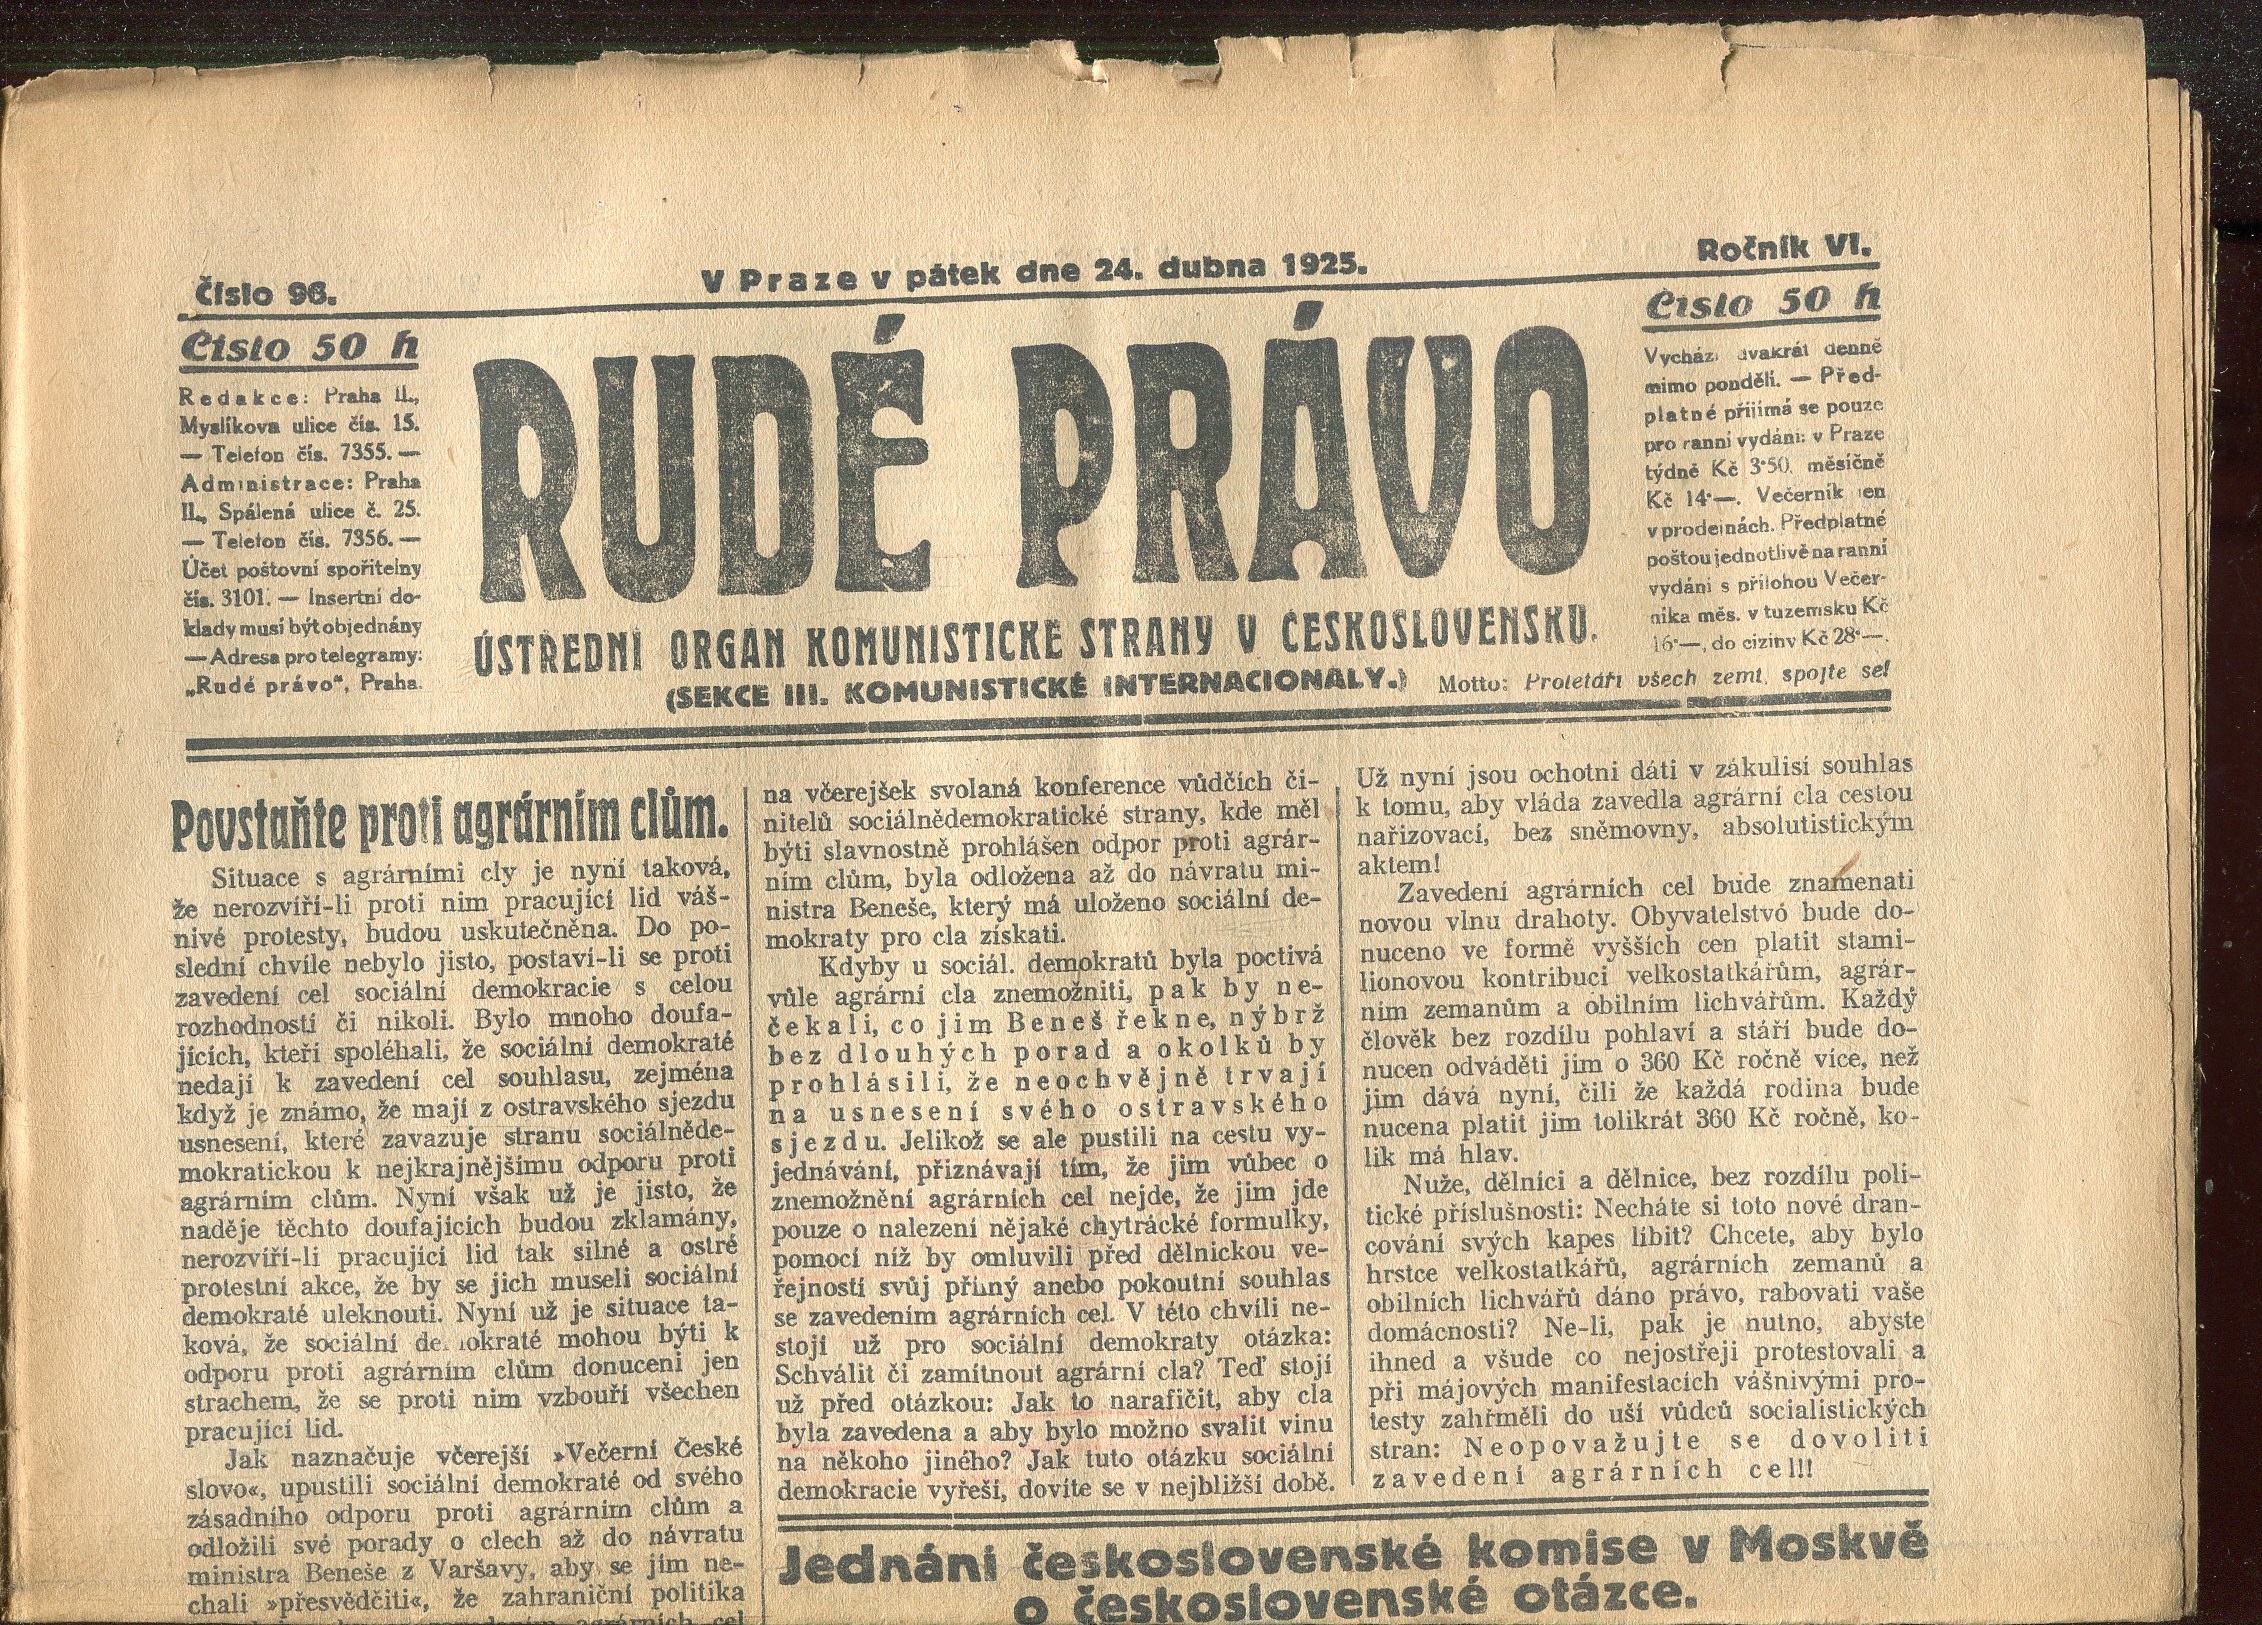 Číslo 96.
V Praze v pátek dne 24. dubna 1925.
Ročník VI.
Číslo 50 h
Redakce: Praha II.,
Myslíkova ulice čís. 15.
— Telefon čís. 7355. —
Administrace: Praha
II., Spálená ulice č. 25.
— Telefon čís. 7356. —
Účet poštovní spořitelny
čís. 3101. — Insertní do-
klady musí být objednány
— Adresa pro telegramy:
„Rudé právo“, Praha.
RUDÉ PRÁVO
ÚSTŘEDNÍ ORGÁN KOMUNISTICKÉ STRANY V ČESKOSLOVENSKU.
(SEKCE III. KOMUNISTICKÉ INTERNACIONÁLY.)
Motto: Proletáři všech zemí, spojte se!
Číslo 50 h
Vychází dvakrát denně
mimo pondělí. — Před-
platné přijímá se pouze
pro ranní vydání: v Praze
týdně Kč 3·50, měsíčně
Kč 14·—. Večerník jen
v prodejnách. Předplatné
poštou jednotlivě na ranní
vydání s přílohou Večer-
níka měs. v tuzemsku Kč
16·—, do ciziny Kč 28·—.
Povstaňte proti agrárním clům.
Situace s agrárními cly je nyní taková,
že nerozvíří-li proti nim pracující lid váš-
nivé protesty, budou uskutečněna. Do po-
slední chvíle nebylo jisto, postaví-li se proti
zavedení cel sociální demokracie s celou
rozhodností či nikoli. Bylo mnoho doufa-
jících, kteří spoléhali, že sociální demokraté
nedají k zavedení cel souhlasu, zejména
když je známo, že mají z ostravského sjezdu
usnesení, které zavazuje stranu sociálněde-
mokratickou k nejkrajnějšímu odporu proti
agrárním clům. Nyní však už je jisto, že
naděje těchto doufajících budou zklamány,
nerozvíří-li pracující lid tak silné a ostré
protestní akce, že by se jich museli sociální
demokraté uleknouti. Nyní už je situace ta-
ková, že sociální demokraté mohou býti k
odporu proti agrárním clům donuceni jen
strachem, že se proti nim vzbouří všechen
pracující lid.
Jak naznačuje včerejší »Večerní České
slovo«, upustili sociální demokraté od svého
zásadního odporu proti agrárním clům a
odložili své porady o clech až do návratu
ministra Beneše z Varšavy, aby se jím ne-
chali »přesvědčiti«, že zahraniční politika
agrárních cel
na včerejšek svolaná konference vůdčích či-
nitelů sociálnědemokratické strany, kde měl
býti slavnostně prohlášen odpor proti agrár-
ním clům, byla odložena až do návratu mi-
nistra Beneše, který má uloženo sociální de-
mokraty pro cla získati.
Kdyby u sociál. demokratů byla poctivá
vůle agrární cla znemožniti, pak by ne-
čekali, co jim Beneš řekne, nýbrž
bez dlouhých porad a okolků by
prohlásili, že neochvějně trvají
na usnesení svého ostravského
sjezdu. Jelikož se ale pustili na cestu vy-
jednávání, přiznávají tím, že jim vůbec o
znemožnění agrárních cel nejde, že jim jde
pouze o nalezení nějaké chytrácké formulky,
pomocí níž by omluvili před dělnickou ve-
řejností svůj přímý anebo pokoutní souhlas
se zavedením agrárních cel. V této chvíli ne-
stojí už pro sociální demokraty otázka:
Schválit či zamítnout agrární cla? Teď stojí
už před otázkou: Jak to narafičit, aby cla
byla zavedena a aby bylo možno svalit vinu
na někoho jiného? Jak tuto otázku sociální
demokracie vyřeší, dovíte se v nejbližší době.
Už nyní jsou ochotni dáti v zákulisí souhlas
k tomu, aby vláda zavedla agrární cla cestou
nařizovací, bez sněmovny, absolutistickým
aktem!
Zavedení agrárních cel bude znamenati
novou vlnu drahoty. Obyvatelstvo bude do-
nuceno ve formě vyšších cen platit stami-
lionovou kontribuci velkostatkářům, agrár-
ním zemanům a obilním lichvářům. Každý
člověk bez rozdílu pohlaví a stáří bude do-
nucen odváděti jim o 360 Kč ročně více, než
jim dává nyní, čili že každá rodina bude
nucena platit jim tolikrát 360 Kč ročně, ko-
lik má hlav.
Nuže, dělníci a dělnice, bez rozdílu poli-
tické příslušnosti: Necháte si toto nové dran-
cování svých kapes líbit? Chcete, aby bylo
hrstce velkostatkářů, agrárních zemanů a
obilních lichvářů dáno právo, rabovati vaše
domácnosti? Ne-li, pak je nutno, abyste
ihned a všude co nejostřeji protestovali a
při májových manifestacích vášnivými pro-
testy zahřměli do uší vůdců socialistických
stran: Neopovažujte se dovoliti
zavedení agrárních cel!!
Jednání československé komise v Moskvě
o československé otázce.